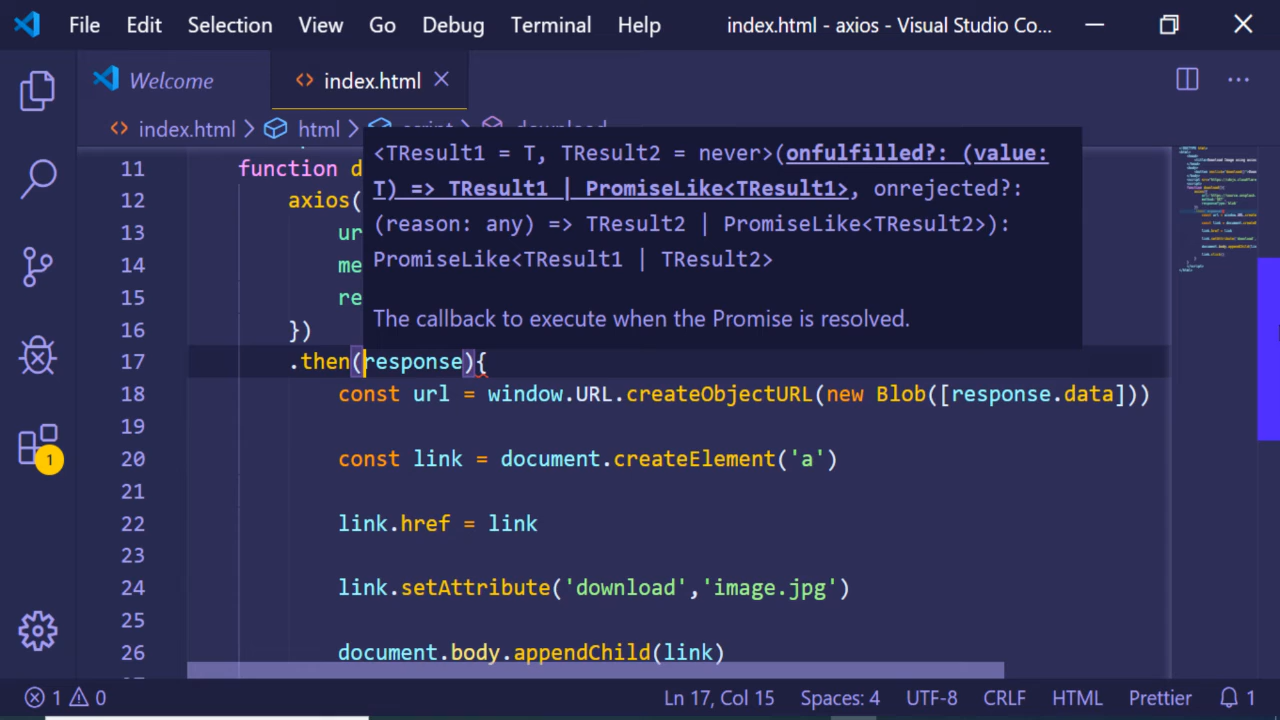 File Edit Selection View Go Debug Terminal Help index.html - axios - Visual Studio Co...
Welcome index.html
index.html html script download
<TResult1 = T, TResult2 = never>(onfulfilled?: (value:
T) => TResult1 | PromiseLike<TResult1>, onrejected?:
(reason: any) => TResult2 | PromiseLike<TResult2>):
PromiseLike<TResult1 | TResult2>
The callback to execute when the Promise is resolved.
11 function d
12 axios(
13 ur
14 me
15 re
16 })
17 .then(response){
18 const url = window.URL.createObjectURL(new Blob([response.data]))
19
20 const link = document.createElement('a')
21
22 link.href = link
23
24 link.setAttribute('download','image.jpg')
25
26 document.body.appendChild(link)
1
1 0 Ln 17, Col 15 Spaces: 4 UTF-8 CRLF HTML Prettier 1